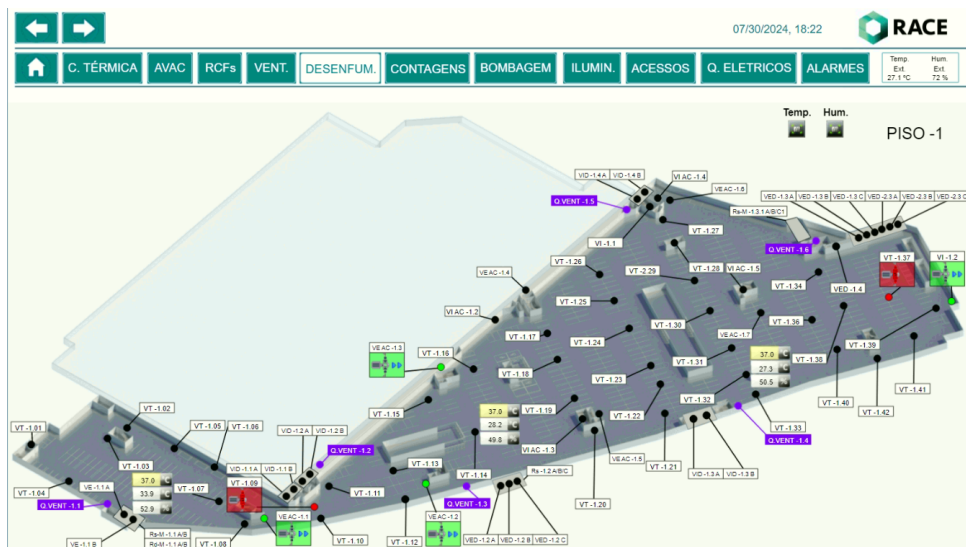 07/30/2024, 18:22
RACE
C. TÉRMICA AVAC RCFs VENT. DESENFUM. CONTAGENS BOMBAGEM ILUMIN. ACESSOS Q. ELETRICOS ALARMES
Temp. Ext. 27.1 ºC
Hum. Ext. 72 %
Temp. Hum.
PISO -1
VID -1.4 A VID -1.4 B VI AC -1.4
VE AC -1.6
Q.VENT -1.5
VED -1.3 A VED -1.3 B VED -1.3 C VED -2.3 A VED -2.3 B VED -2.3 C
Rs-M -1.3.1 A/B/C1
VT -1.27
VI -1.1
Q.VENT -1.6
VT -1.37
VI -1.2
VT -1.26
VT -2.29
VT -1.28
VI AC -1.5
VE AC -1.4
VT -1.34
VED -1.4
VT -1.25
VI AC -1.2
VT -1.30
VT -1.36
VT -1.17
VT -1.24
VE AC -1.7
VE AC -1.3
VT -1.16
VT -1.39
VT -1.18
VT -1.31
37.0 C
27.3 C
50.5 %
VT -1.38
VT -1.23
VT -1.41
VT -1.15
VT -1.32
VT -1.40
VT -1.42
VT -1.02
37.0 C
28.2 C
49.8 %
VT -1.19
VT -1.22
VT -1.01
VT -1.05 VT -1.06
VID -1.2 A VID -1.2 B
VT -1.33
Q.VENT -1.4
Q.VENT -1.2
VI AC -1.3
VE AC -1.5
VT -1.03
VID -1.1 A VID -1.1 B
VT -1.13
VT -1.14
Rs -1.2 A/B/C
VT -1.21
VID -1.3 A VID -1.3 B
37.0 C
33.9 C
52.9 %
VT -1.04
VE -1.1 A
VT -1.07
VT -1.09
VT -1.11
Q.VENT -1.1
Q.VENT -1.3
VT -1.20
VE AC -1.1
VE AC -1.2
Rs-M -1.1 A/B
VE -1.1 B
VT -1.08
VT -1.10
VT -1.12
VED -1.2 A VED -1.2 B VED -1.2 C